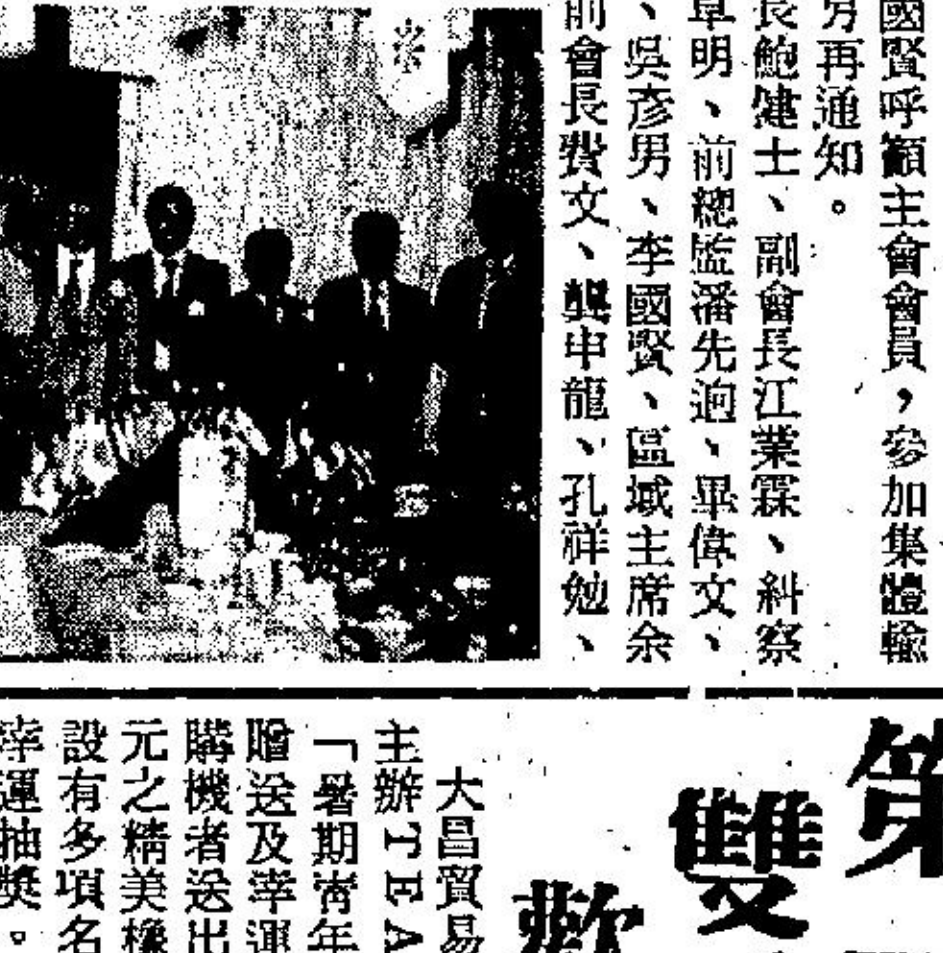 國賢呼籲主會會員，參加集體輸
另再通知。
長鮑健士、副會長江業霖、糾察
明、前總監潘先迥、畢偉文、
、吳彥男、李國賢、區域主席余
前會長費文、龔中龍、孔祥勉、
第
雙
歡
大昌貿易
主辦TEA
「暑期青年
贈送及幸運
購機者送出
元之精美橡
設有多項名
幸運抽獎。